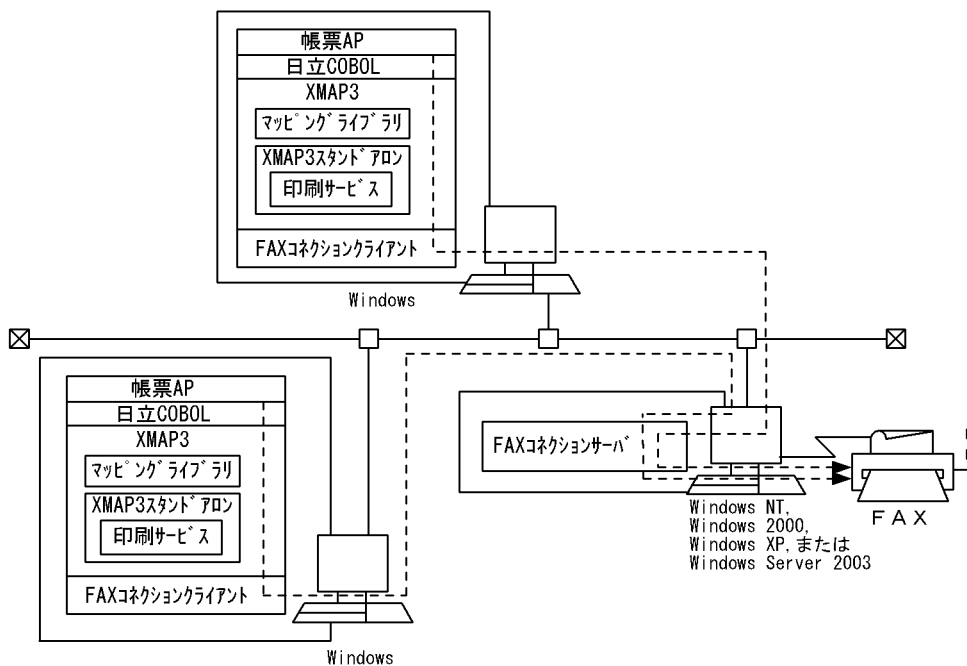 帳票AP
日立COBOL
XMAP3
マッピングライブラリ
XMAP3スタンドアロン
印刷サービス
FAXコネクションクライアント
Windows
帳票AP
日立COBOL
XMAP3
マッピングライブラリ
XMAP3スタンドアロン
印刷サービス
FAXコネクションクライアント
Windows
FAXコネクションサーバ
Windows NT,
Windows 2000,
Windows XP,または
Windows Server 2003
FAX